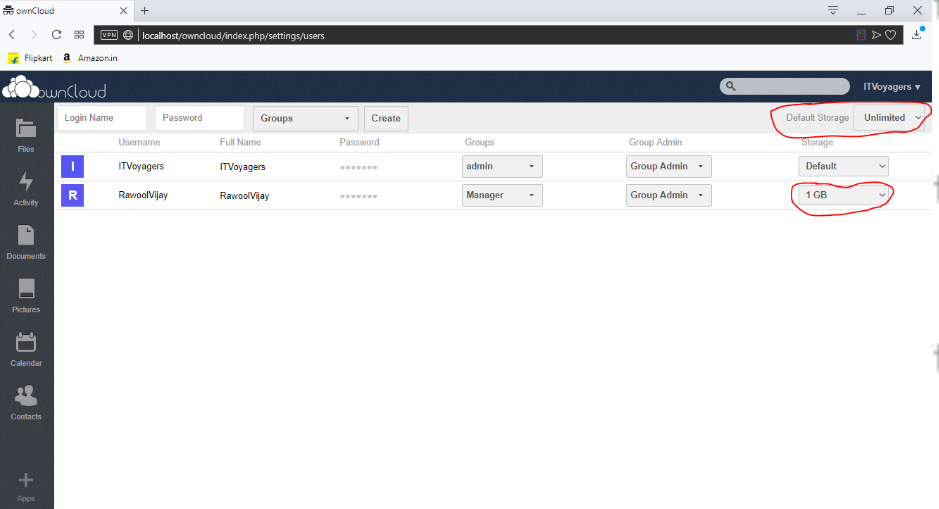 ownCloud
VPN localhost/owncloud/index.php/settings/users
Flipkart a Amazon.in
ownCloud ITVoyagers
Login Name Password Groups Create Default Storage Unlimited
Username Full Name Password Groups Group Admin Storage
I ITVoyagers ITVoyagers admin Group Admin Default
R RawoolVijay RawoolVijay Manager Group Admin 1 GB
Files
Activity
Documents
Pictures
Calendar
Contacts
Apps